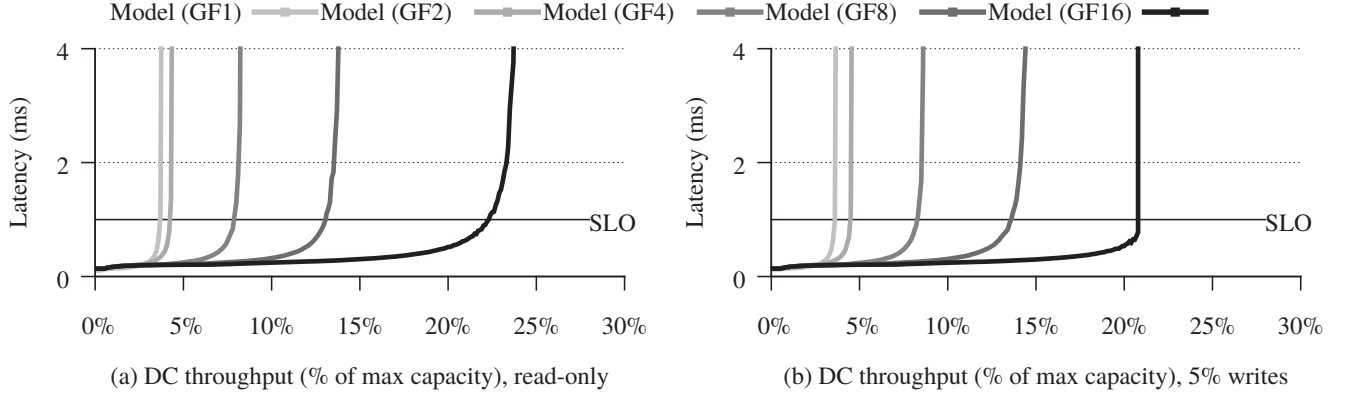 Model (GF1) Model (GF2) Model (GF4) Model (GF8) Model (GF16)
Latency (ms)
4
2
0
SLO
0% 5% 10% 15% 20% 25% 30%
(a) DC throughput (% of max capacity), read-only
Latency (ms)
4
2
0
SLO
0% 5% 10% 15% 20% 25% 30%
(b) DC throughput (% of max capacity), 5% writes